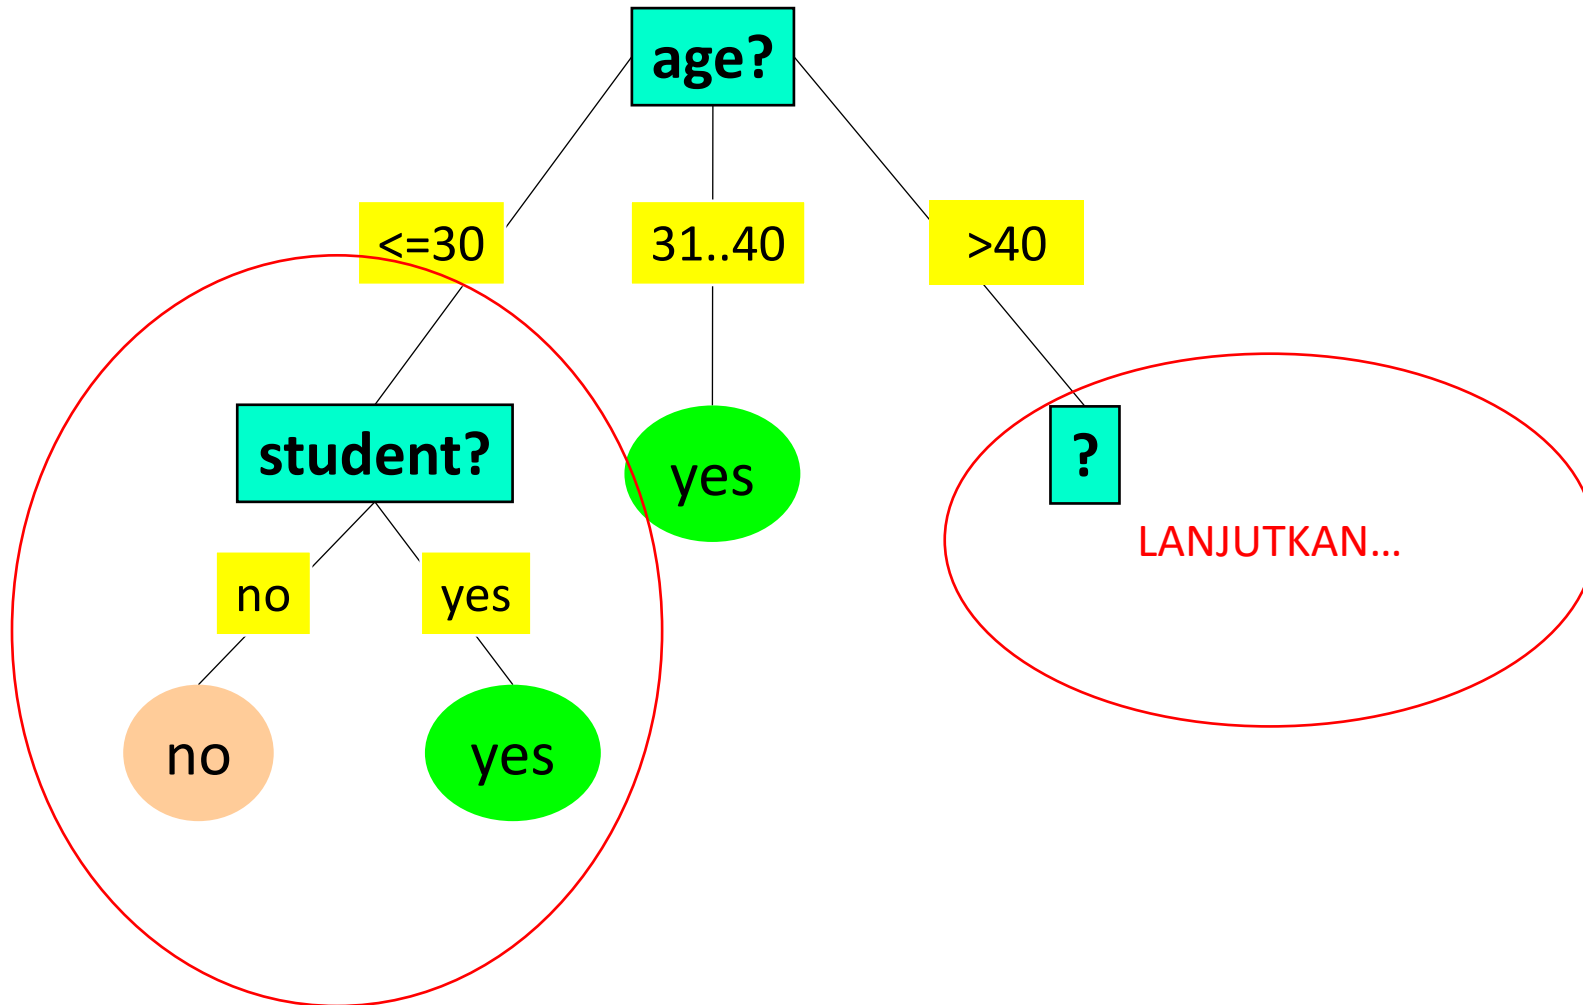 age?
<=30
31..40
>40
student?
yes
?
LANJUTKAN...
no
yes
no
yes